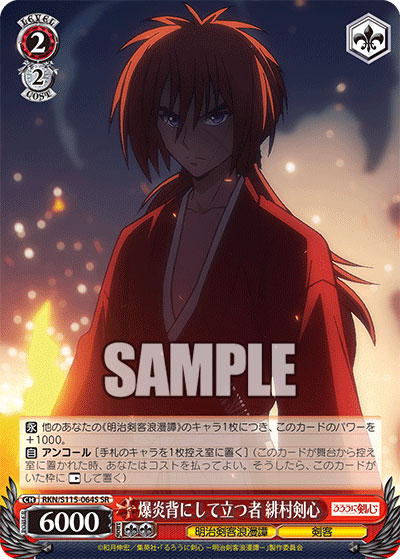 LEVEL
2
2
COST
SAMPLE
永 他のあなたの《明治剣客浪漫譚》のキャラ1枚につき、このカードのパワーを
+1000。
自 アンコール [手札のキャラを1枚控え室に置く] (このカードが舞台から控え
室に置かれた時、あなたはコストを払ってよい。そうしたら、このカードが
いた枠に□置く)
CH RKN/S115-064S SR
爆炎背にして立つ者 緋村剣心
るろうに剣心
POWER
6000
明治剣客浪漫譚
剣客
©和月伸宏/集英社・「るろうに剣心 -明治剣客浪漫譚-」製作委員会